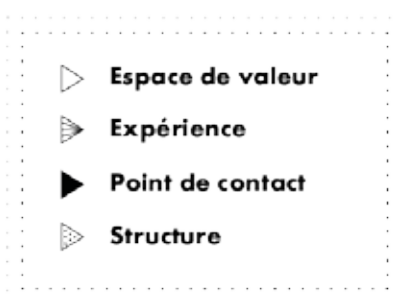 Espace de valeur
Expérience
Point de contact
Structure